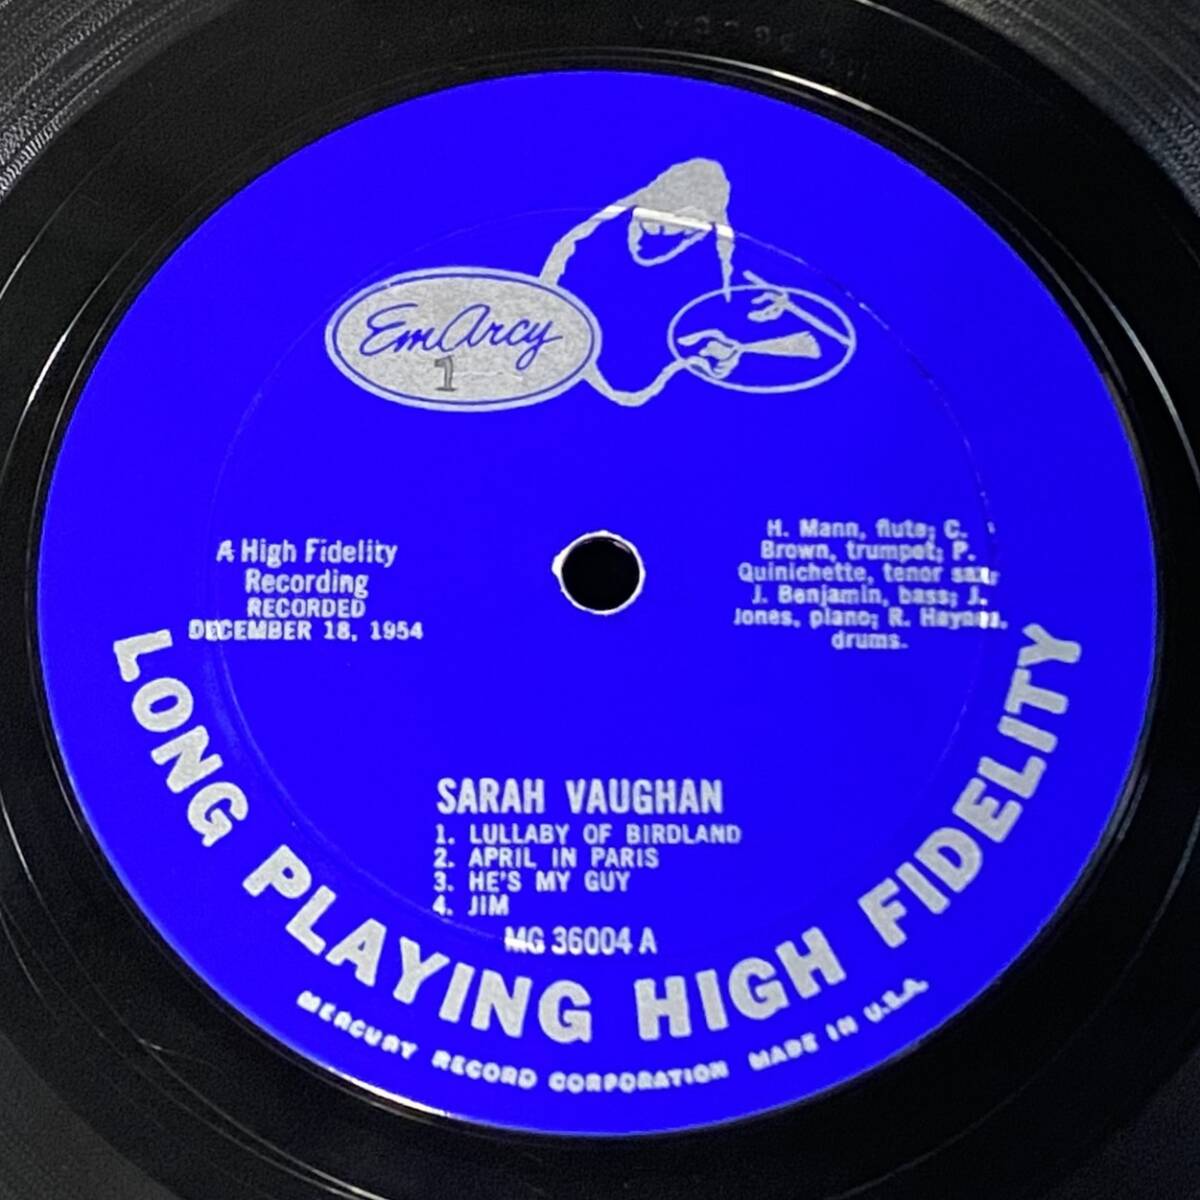 EmArcy
1
A High Fidelity
Recording
RECORDED
DECEMBER 18, 1954
H. Mann, flute; C.
Brown, trumpet; P.
Quinichette, tenor sax;
J. Benjamin, bass; J.
Jones, piano; R. Haynes,
drums.
SARAH VAUGHAN
1. LULLABY OF BIRDLAND
2. APRIL IN PARIS
3. HE'S MY GUY
4. JIM
MG 36004 A
LONG PLAYING HIGH FIDELITY
MERCURY RECORD CORPORATION MADE IN U.S.A.